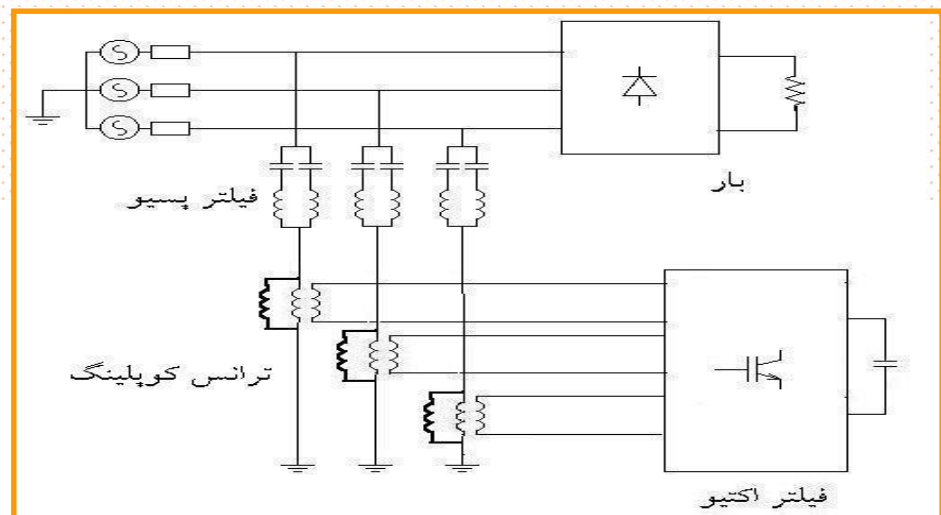 بار
فیلتر پسیو
ترانس کوپلینگ
فیلتر اکتیو